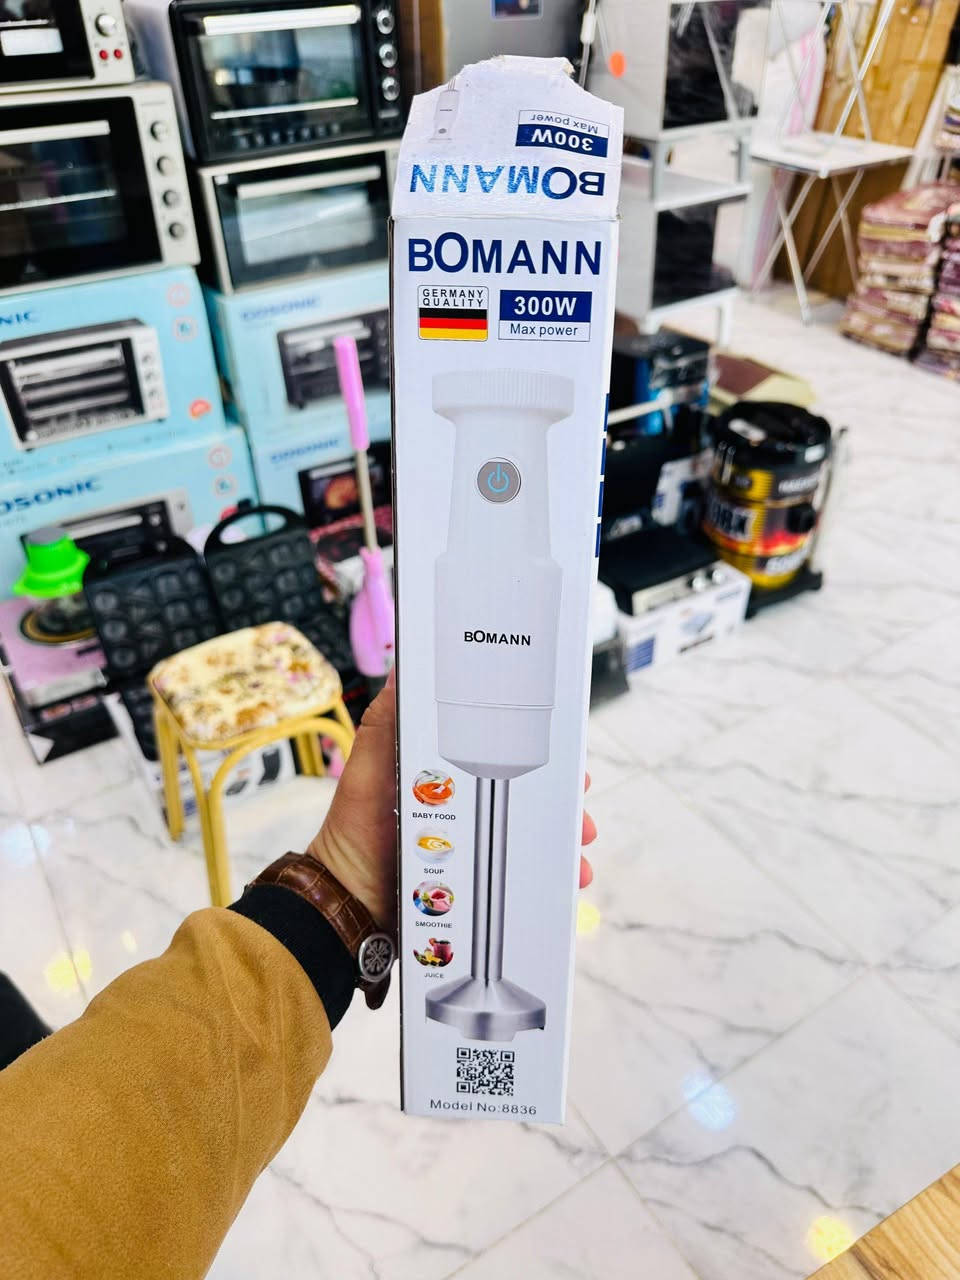 300W
Max power
BOMANN
BOMANN
GERMANY
QUALITY
300W
Max power
BOMANN
BABY FOOD
SOUP
SMOOTHIE
JUICE
Model No:8836
GOSONIC